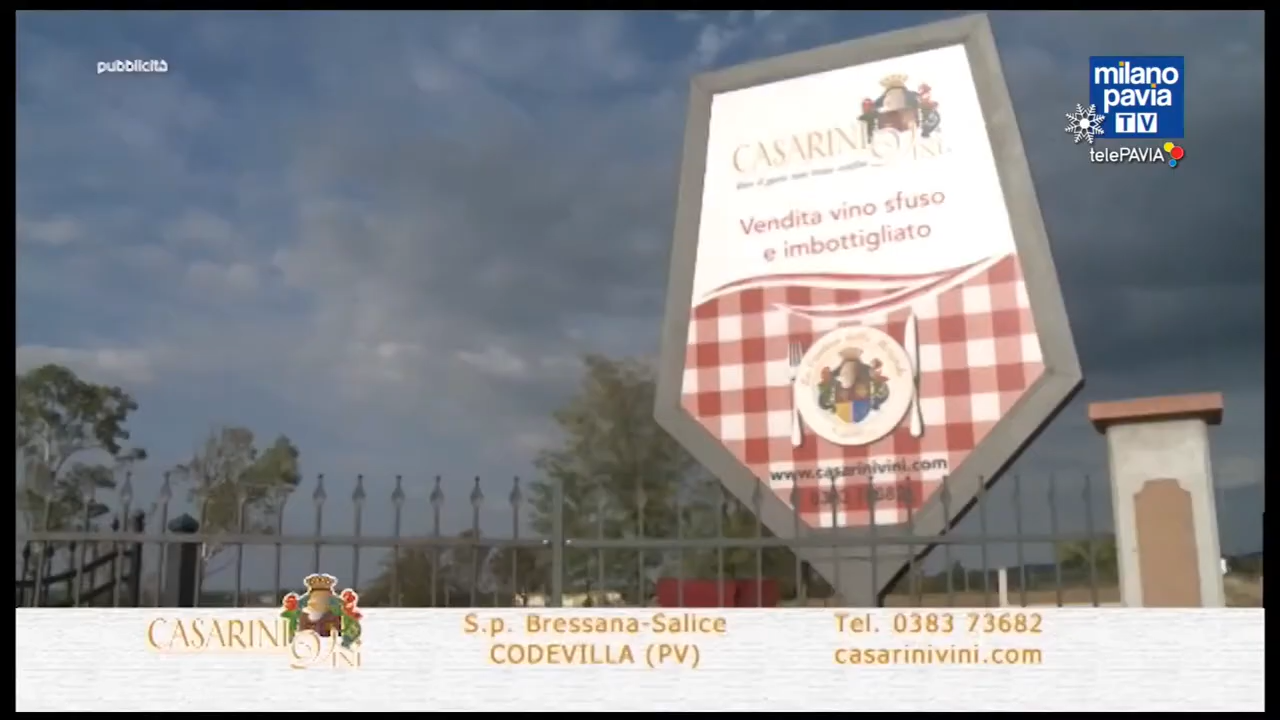 pubblicità
milano
pavia
TV
telePAVIA
CASARINI
Vini
Vendita vino sfuso
e imbottigliato
www.casarinivini.com
CASARINI
Vini
S.p. Bressana-Salice
CODEVILLA (PV)
Tel. 0383 73682
casarinivini.com